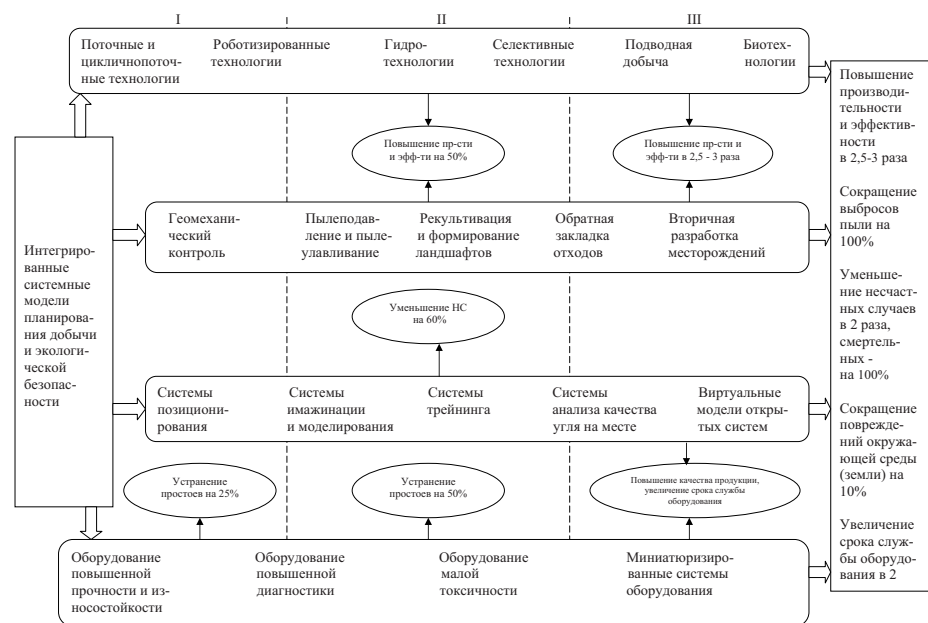 I
II
III
Поточные и
цикличнопоточ-
ные технологии
Роботизированные
технологии
Гидро-
технологии
Селективные
технологии
Подводная
добыча
Биотех-
нологии
Повышение пр-сти
и эфф-ти на 50%
Повышение пр-сти и
эфф-ти в 2,5 - 3 раза
Интегриро-
ванные
системные
модели
планирова-
ния добычи
и экологи-
ческой
безопас-
ности
Геомехани-
ческий
контроль
Пылеподав-
ление и пыле-
улавливание
Рекультивация
и формирование
ландшафтов
Обратная
закладка
отходов
Вторичная
разработка
месторождений
Уменьшение НС
на 60%
Системы
позициони-
рования
Системы
имажинации
и моделирования
Системы
трейнинга
Системы
анализа качества
угля на месте
Виртуальные
модели откры-
тых систем
Устранение
простоев на 25%
Устранение
простоев на 50%
Повышение качества продукции,
увеличение срока службы
оборудования
Оборудование
повышенной
прочности и из-
носостойкости
Оборудование
повышенной
диагностики
Оборудование
малой
токсичности
Миниатюризиро-
ванные системы
оборудования
Повышение
производи-
тельности
и эффектив-
ности
в 2,5-3 раза
Сокращение
выбросов
пыли на
100%
Уменьше-
ние несчаст-
ных случаев
в 2 раза,
смертель-
ных -
на 100%
Сокращение
поврежде-
ний окружа-
ющей среды
(земли) на
10%
Увеличение
срока служ-
бы оборудо-
вания в 2